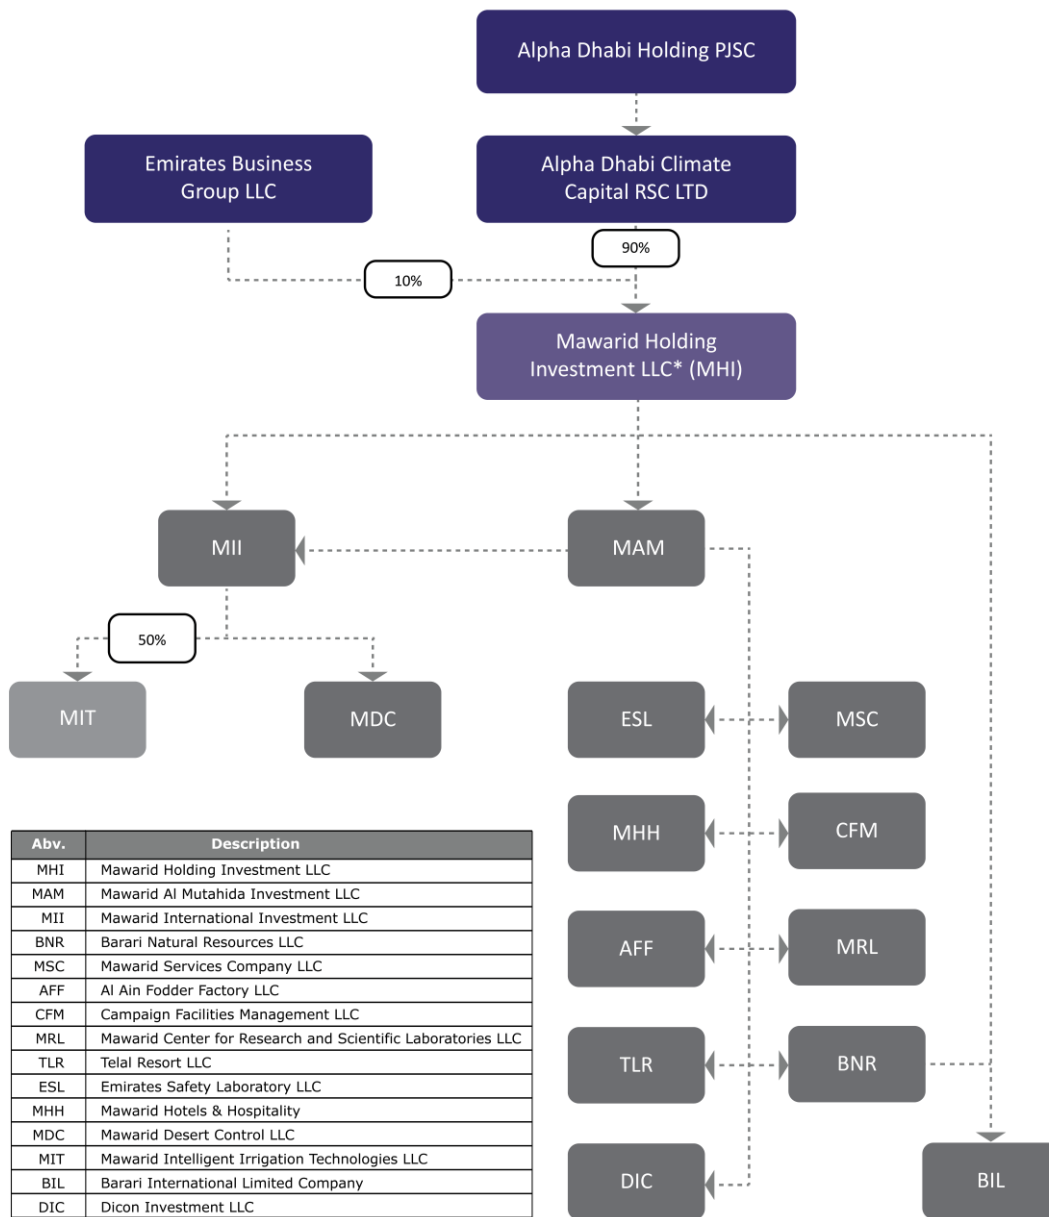 Alpha Dhabi Holding PJSC
Emirates Business
Group LLC
Alpha Dhabi Climate
Capital RSC LTD
90%
10%
Mawarid Holding
Investment LLC* (MHI)
MII
MAM
50%
MIT
MDC
ESL
MSC
MHH
CFM
AFF
MRL
TLR
BNR
DIC
BIL
Abv. Description
MHI Mawarid Holding Investment LLC
MAM Mawarid Al Mutahida Investment LLC
MII Mawarid International Investment LLC
BNR Barari Natural Resources LLC
MSC Mawarid Services Company LLC
AFF Al Ain Fodder Factory LLC
CFM Campaign Facilities Management LLC
MRL Mawarid Center for Research and Scientific Laboratories LLC
TLR Telal Resort LLC
ESL Emirates Safety Laboratory LLC
MHH Mawarid Hotels & Hospitality
MDC Mawarid Desert Control LLC
MIT Mawarid Intelligent Irrigation Technologies LLC
BIL Barari International Limited Company
DIC Dicon Investment LLC